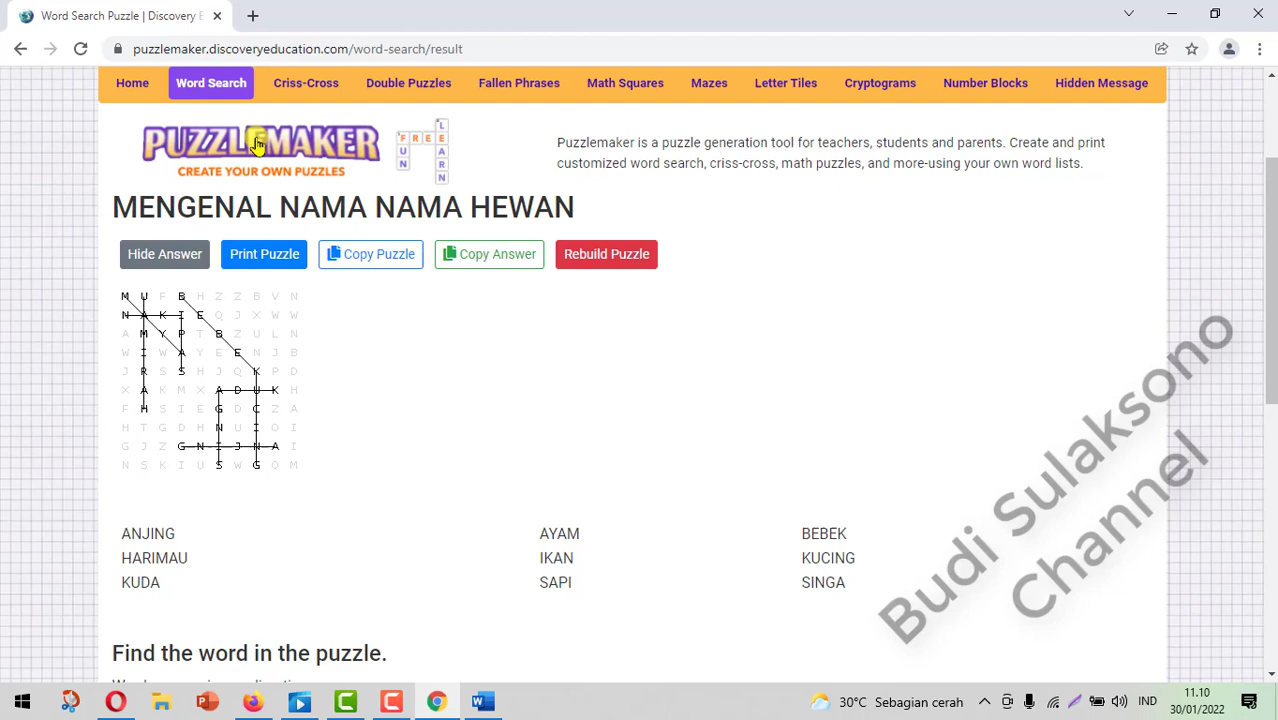 Word Search Puzzle | Discovery E
puzzlemaker.discoveryeducation.com/word-search/result
Home Word Search Criss-Cross Double Puzzles Fallen Phrases Math Squares Mazes Letter Tiles Cryptograms Number Blocks Hidden Message
PUZZLEMAKER
CREATE YOUR OWN PUZZLES
FREE
FUN
LEARN
Puzzlemaker is a puzzle generation tool for teachers, students and parents. Create and print
customized word search, criss-cross, math puzzles, and more-using your own word lists.
MENGENAL NAMA NAMA HEWAN
Hide Answer Print Puzzle Copy Puzzle Copy Answer Rebuild Puzzle
M U F B H Z Z B V N
N A K I E Q J X W W
A M Y P T B Z U L N
W I W A Y E E N J B
J R S S H J Q K P D
X A K M X A D U K H
F H S I E G D C Z A
H T G D H N U I O I
G J Z G N I J N A I
N S K I U S W G O M
ANJING AYAM BEBEK
HARIMAU IKAN KUCING
KUDA SAPI SINGA
Find the word in the puzzle.
Budi Sulaksono
Channel
30°C Sebagian cerah
IND
11.10
30/01/2022